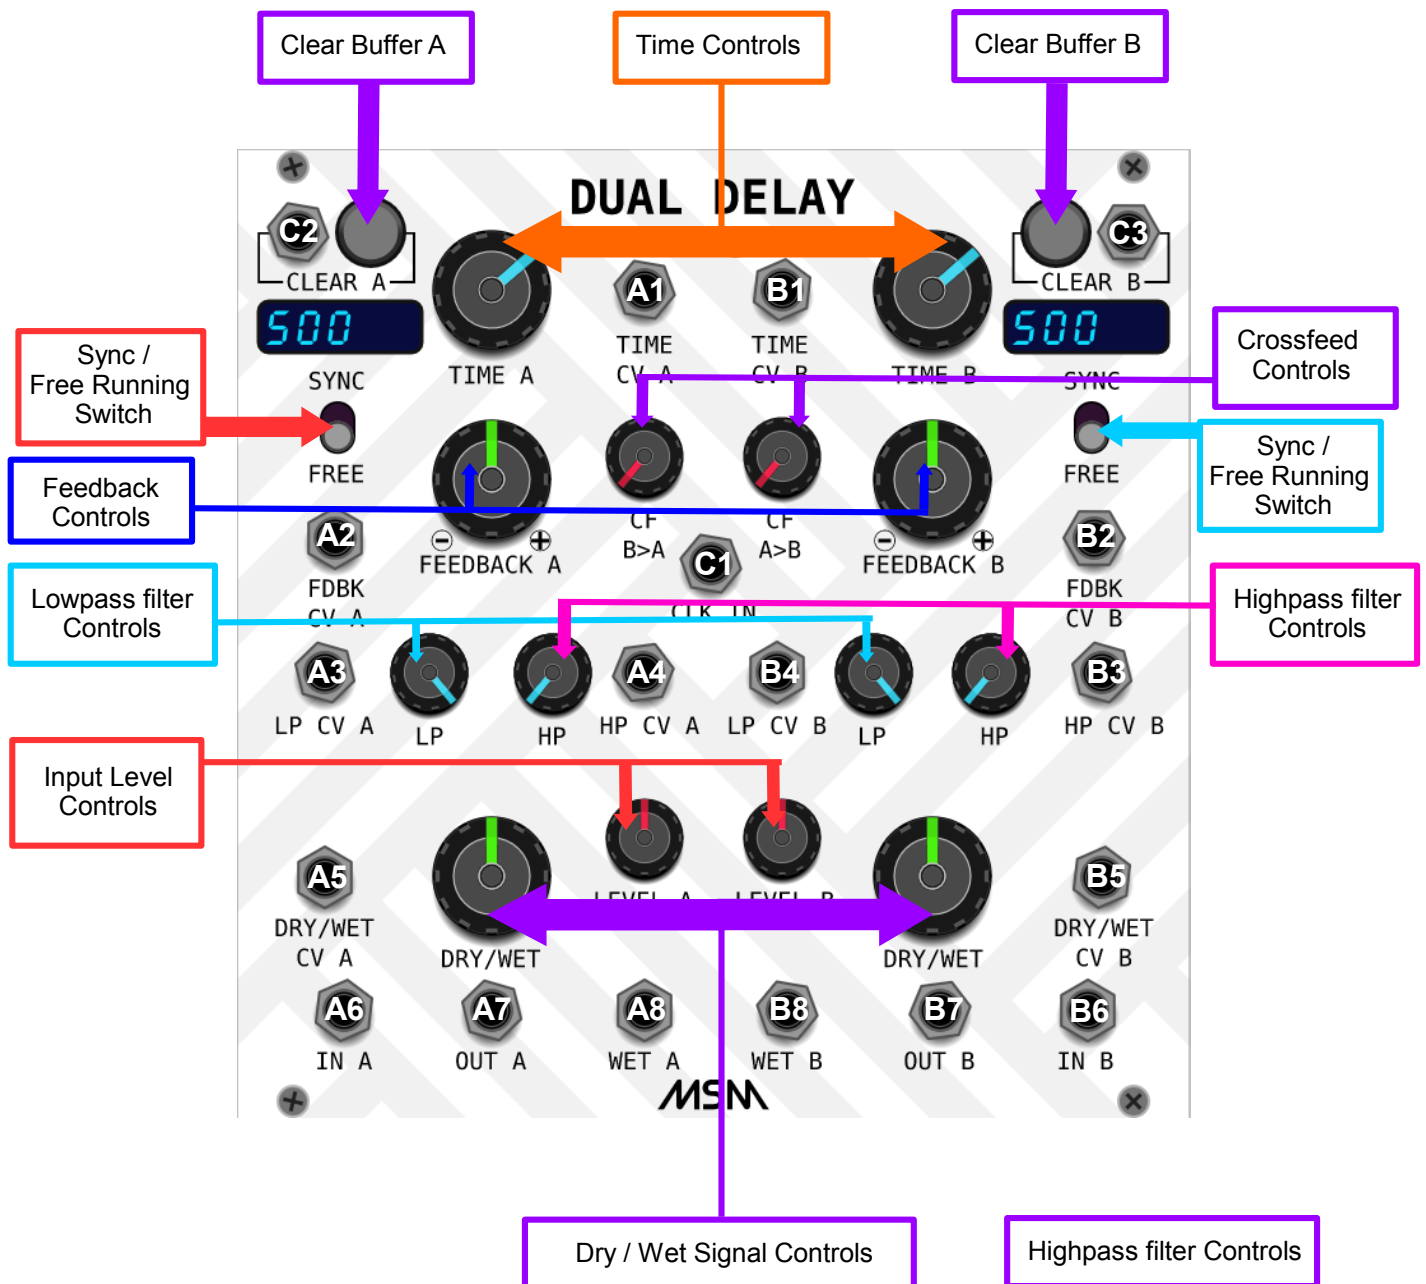 Clear Buffer A
Time Controls
Clear Buffer B
DUAL DELAY
C2
C3
CLEAR A
A1
B1
CLEAR B
500
500
TIME
CV A
TIME
CV B
TIME A
TIME B
Crossfeed
Controls
Sync /
Free Running
Switch
SYNC
SYNC
FREE
FREE
Sync /
Free Running
Switch
Feedback
Controls
CF
B>A
CF
A>B
A2
B2
FEEDBACK A
FEEDBACK B
C1
CLK IN
FDBK
CV A
FDBK
CV B
Lowpass filter
Controls
Highpass filter
Controls
A3
A4
B4
B3
LP CV A
LP
HP
HP CV A
LP CV B
LP
HP
HP CV B
Input Level
Controls
LEVEL A
LEVEL B
A5
B5
DRY/WET
CV A
DRY/WET
DRY/WET
DRY/WET
CV B
A6
A7
A8
B8
B7
B6
IN A
OUT A
WET A
WET B
OUT B
IN B
MSM
Dry / Wet Signal Controls
Highpass filter Controls